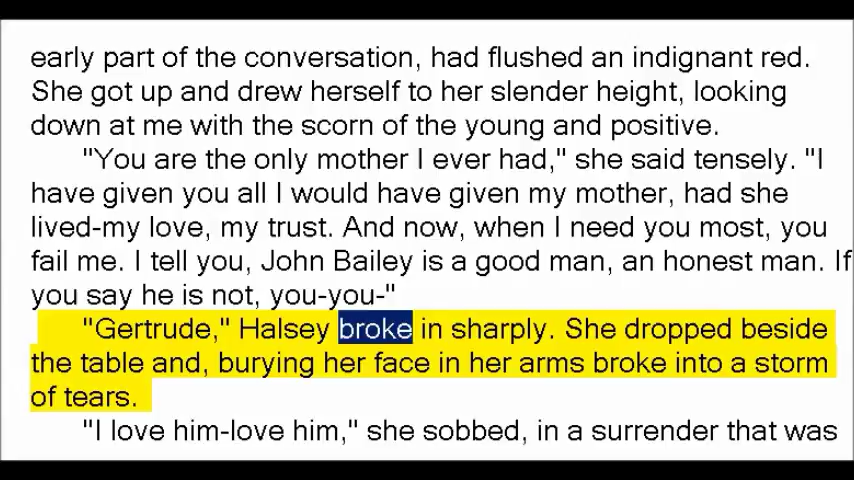 early part of the conversation, had flushed an indignant red.
She got up and drew herself to her slender height, looking
down at me with the scorn of the young and positive.
"You are the only mother I ever had," she said tensely. "I
have given you all I would have given my mother, had she
lived-my love, my trust. And now, when I need you most, you
fail me. I tell you, John Bailey is a good man, an honest man. If
you say he is not, you-you-"
"Gertrude," Halsey broke in sharply. She dropped beside
the table and, burying her face in her arms broke into a storm
of tears.
"I love him-love him," she sobbed, in a surrender that was